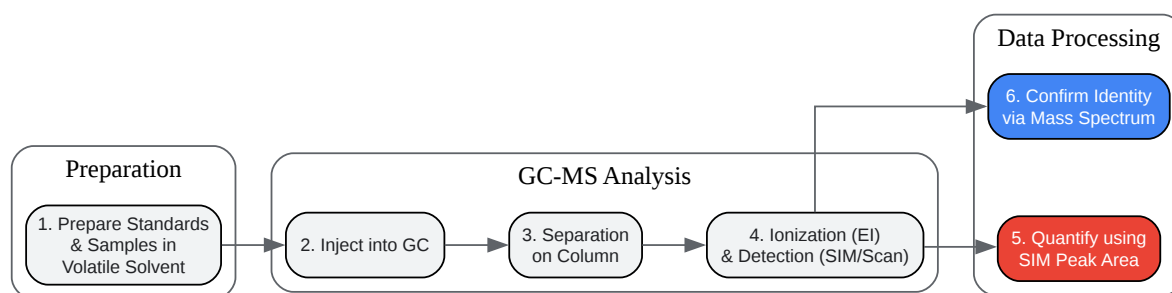 Preparation
1. Prepare Standards
& Samples in
Volatile Solvent
GC-MS Analysis
2. Inject into GC
3. Separation
on Column
4. Ionization (EI)
& Detection (SIM/Scan)
Data Processing
6. Confirm Identity
via Mass Spectrum
5. Quantify using
SIM Peak Area